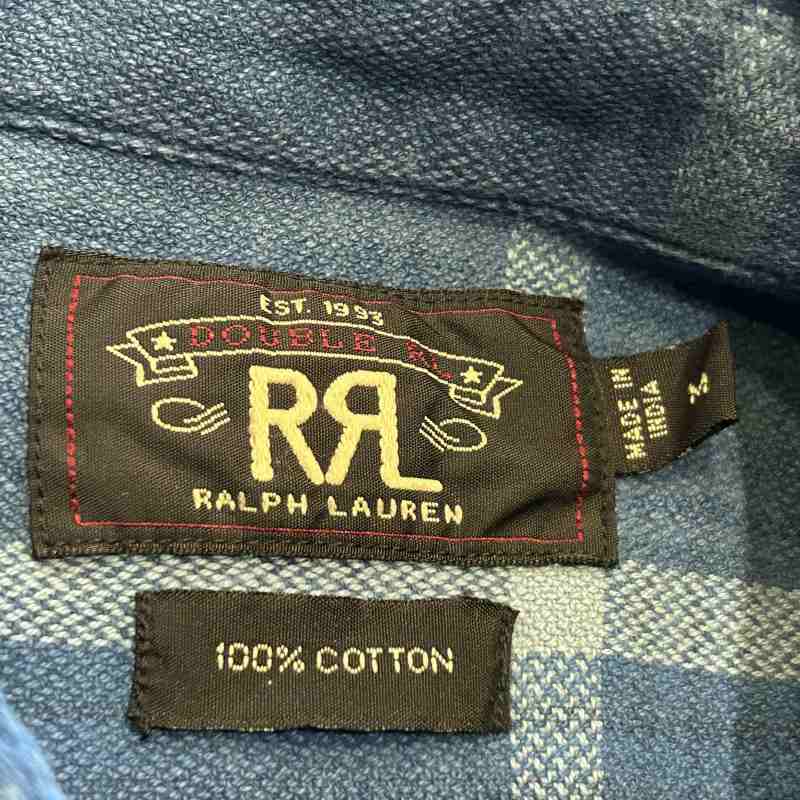 EST. 1993
DOUBLE RL
RRL
RALPH LAUREN
MADE IN
INDIA
M
100% COTTON